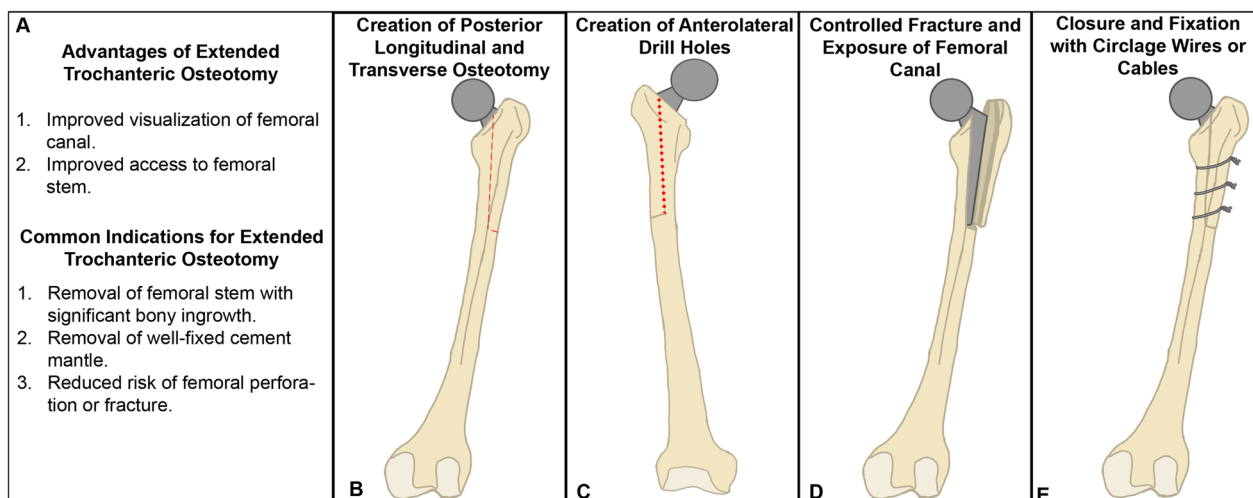 A
Advantages of Extended
Trochanteric Osteotomy
1. Improved visualization of femoral
canal.
2. Improved access to femoral
stem.
Common Indications for Extended
Trochanteric Osteotomy
1. Removal of femoral stem with
significant bony ingrowth.
2. Removal of well-fixed cement
mantle.
3. Reduced risk of femoral perfora-
tion or fracture.
Creation of Posterior
Longitudinal and
Transverse Osteotomy
B
Creation of Anterolateral
Drill Holes
C
Controlled Fracture and
Exposure of Femoral
Canal
D
Closure and Fixation
with Circlage Wires or
Cables
E